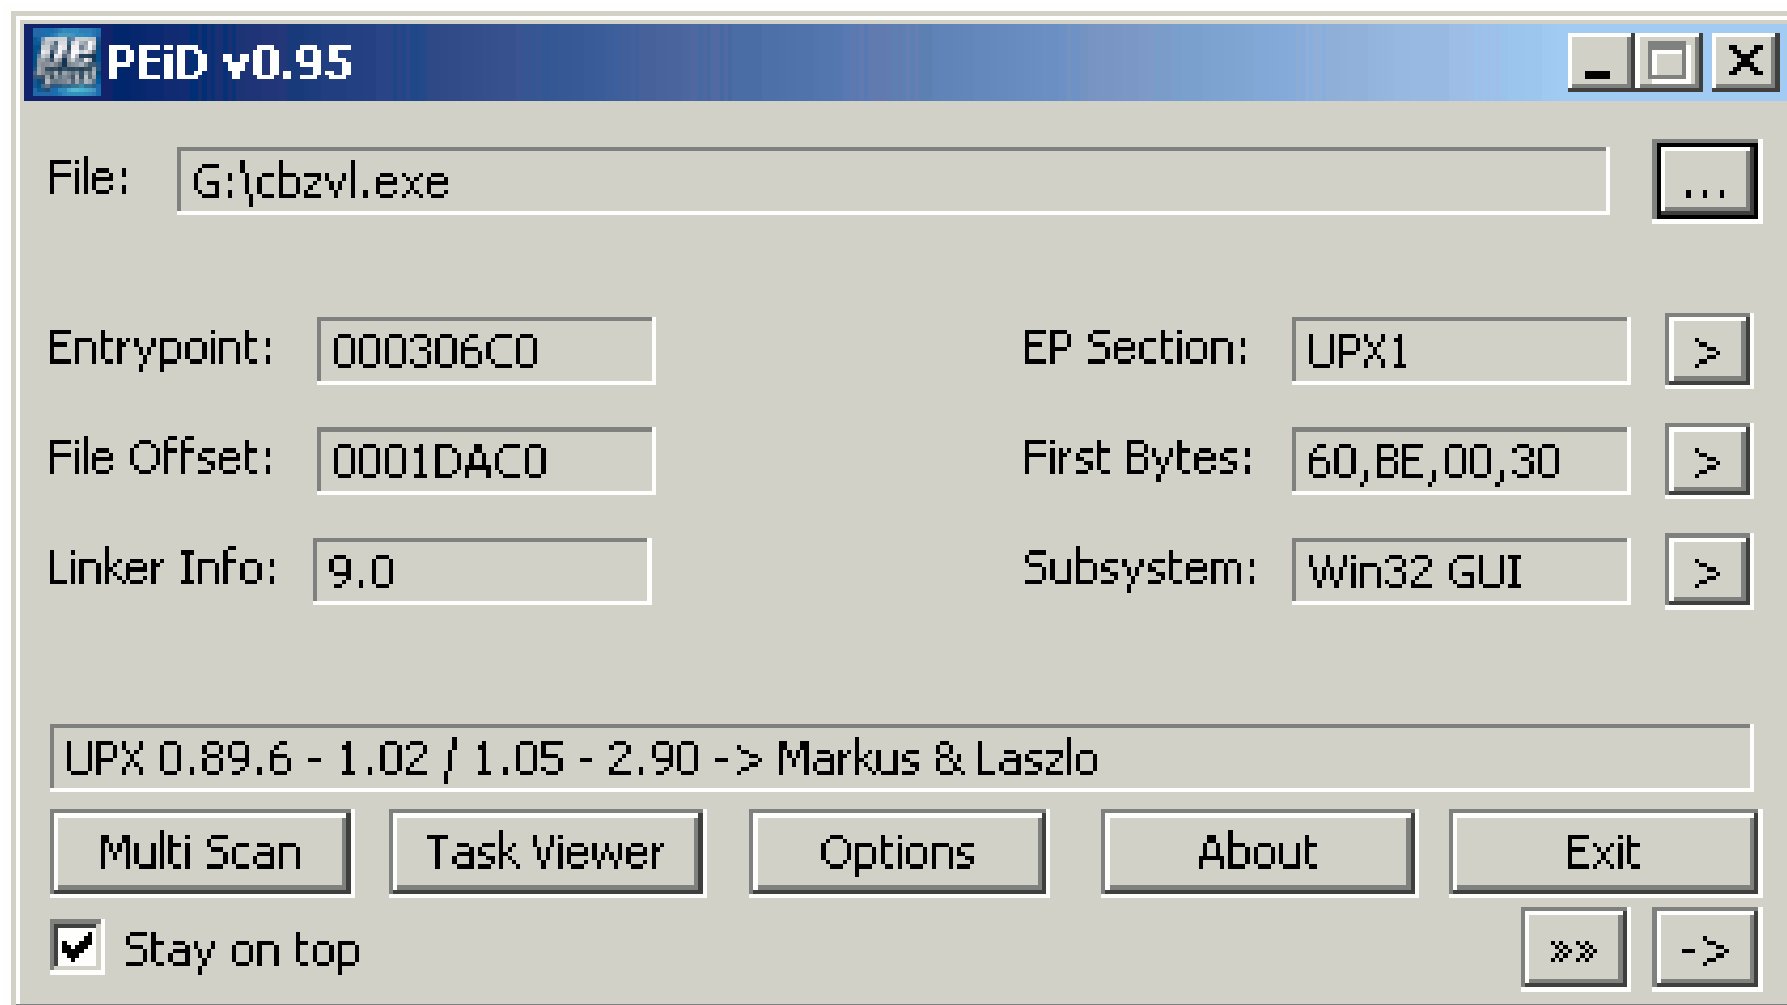 PEiD v0.95
File: G:\cbzvl.exe ...
Entrypoint: 000306C0 EP Section: UPX1 >
File Offset: 0001DAC0 First Bytes: 60,BE,00,30 >
Linker Info: 9.0 Subsystem: Win32 GUI >
UPX 0.89.6 - 1.02 / 1.05 - 2.90 -> Markus & Laszlo
Multi Scan Task Viewer Options About Exit
Stay on top »» ->